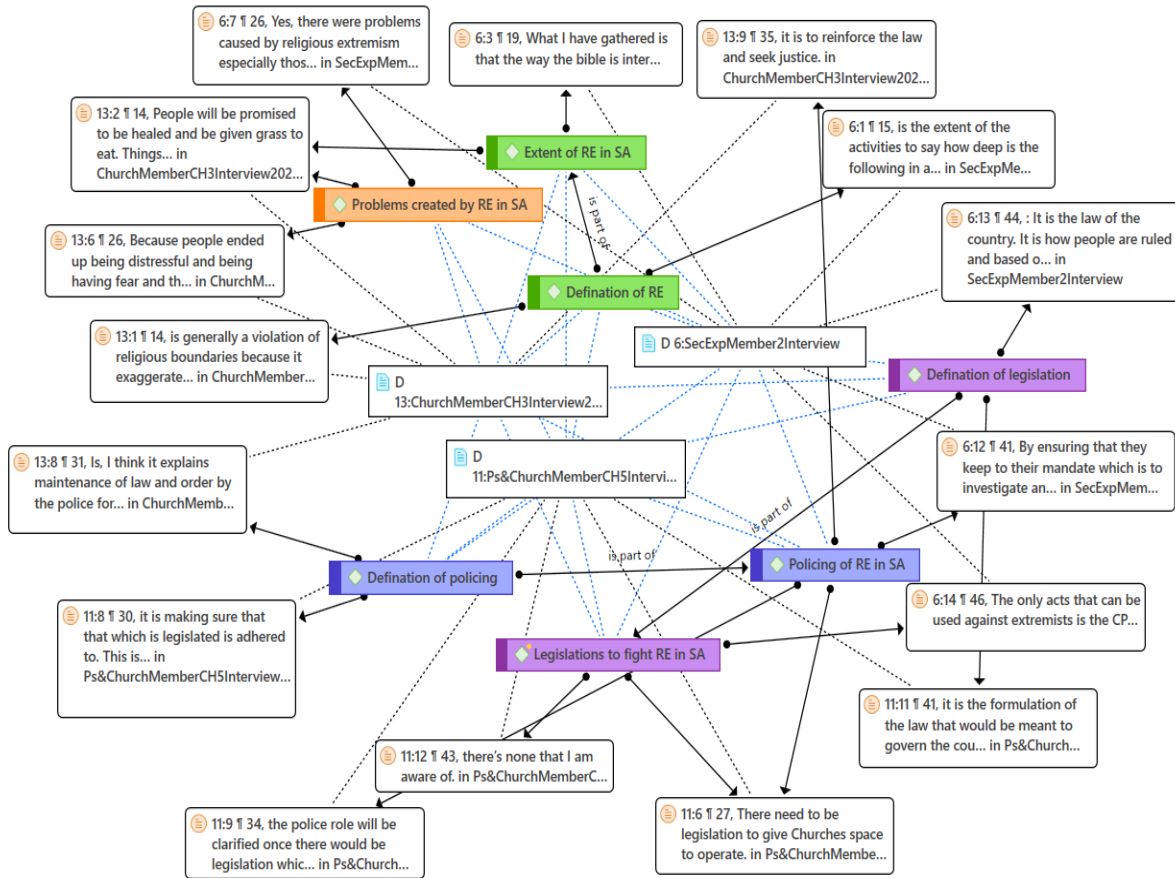 6:7 ¶ 26, Yes, there were problems
caused by religious extremism
especially thos... in SecExpMem...
6:3 ¶ 19, What I have gathered is
that the way the bible is inter...
13:9 ¶ 35, it is to reinforce the law
and seek justice. in
ChurchMemberCH3Interview202...
13:2 ¶ 14, People will be promised
to be healed and be given grass to
eat. Things... in
ChurchMemberCH3Interview202...
6:1 ¶ 15, is the extent of the
activities to say how deep is the
following in a... in SecExpMe...
Extent of RE in SA
Problems created by RE in SA
is part of
6:13 ¶ 44, : It is the law of the
country. It is how people are ruled
and based o... in
SecExpMember2Interview
13:6 ¶ 26, Because people ended
up being distressful and being
having fear and th... in ChurchM...
Defination of RE
13:1 ¶ 14, is generally a violation of
religious boundaries because it
exaggerate... in ChurchMember...
D 6:SecExpMember2Interview
D
13:ChurchMemberCH3Interview2...
Defination of legislation
D
11:Ps&ChurchMemberCH5Intervi...
13:8 ¶ 31, Is, I think it explains
maintenance of law and order by
the police for... in ChurchMemb...
6:12 ¶ 41, By ensuring that they
keep to their mandate which is to
investigate an... in SecExpMem...
is part of
is part of
Defination of policing
Policing of RE in SA
11:8 ¶ 30, it is making sure that
that which is legislated is adhered
to. This is... in
Ps&ChurchMemberCH5Interview...
6:14 ¶ 46, The only acts that can be
used against extremists is the CP...
Legislations to fight RE in SA
11:11 ¶ 41, it is the formulation of
the law that would be meant to
govern the cou... in Ps&Church...
11:12 ¶ 43, there's none that I am
aware of. in Ps&ChurchMemberC...
11:9 ¶ 34, the police role will be
clarified once there would be
legislation whic... in Ps&Church...
11:6 ¶ 27, There need to be
legislation to give Churches space
to operate. in Ps&ChurchMembe...